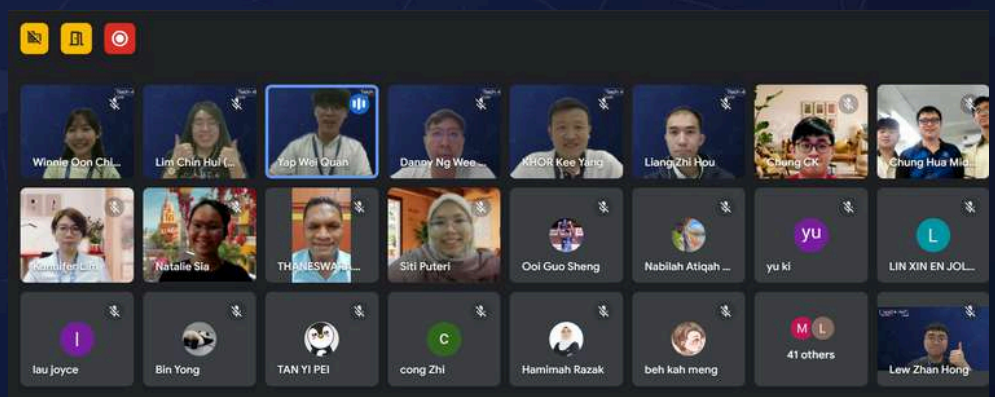 Winnie Oon Chi...
Lim Chin Hui (...
Yap Wei Quan
Danny Ng Wee ...
KHOR Kee Yang
Liang Zhi Hou
Chung CK
Chung Hua Mid...
Lim
Natalie Sia
THANESWARA...
Siti Puteri
Ooi Guo Sheng
Nabilah Atiqah ...
yu
yu ki
L
LIN XIN EN JOL...
l
lau joyce
Bin Yong
TAN YI PEI
c
cong Zhi
Hamimah Razak
beh kah meng
M L
41 others
Lew Zhan Hong